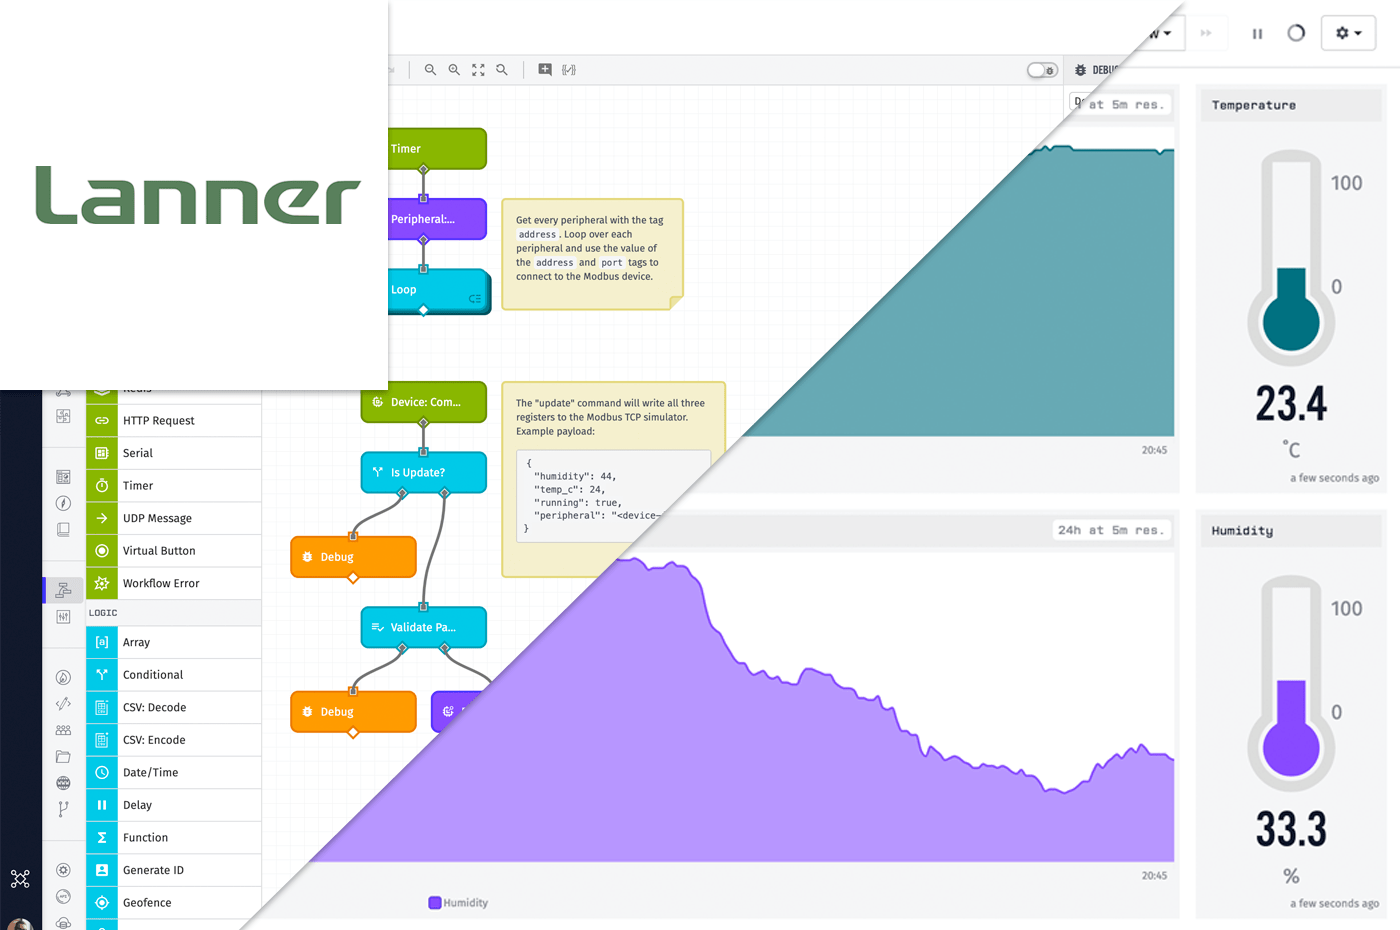 Lanner
DEBUG
at 5m res.
Timer
Peripheral:...
Loop
Get every peripheral with the tag
address. Loop over each
peripheral and use the value of
the address and port tags to
connect to the Modbus device.
Temperature
100
0
23.4
°C
a few seconds ago
20:45
Redis
HTTP Request
Serial
Timer
UDP Message
Virtual Button
Workflow Error
LOGIC
Array
Conditional
CSV: Decode
CSV: Encode
Date/Time
Delay
Function
Generate ID
Geofence
Device: Com...
Is Update?
Debug
Validate Pa...
Debug
The "update" command will write all three
registers to the Modbus TCP simulator.
Example payload:
{
"humidity": 44,
"temp_c": 24,
"running": true,
"peripheral": "<device-
}
24h at 5m res.
20:45
Humidity
Humidity
100
0
33.3
%
a few seconds ago